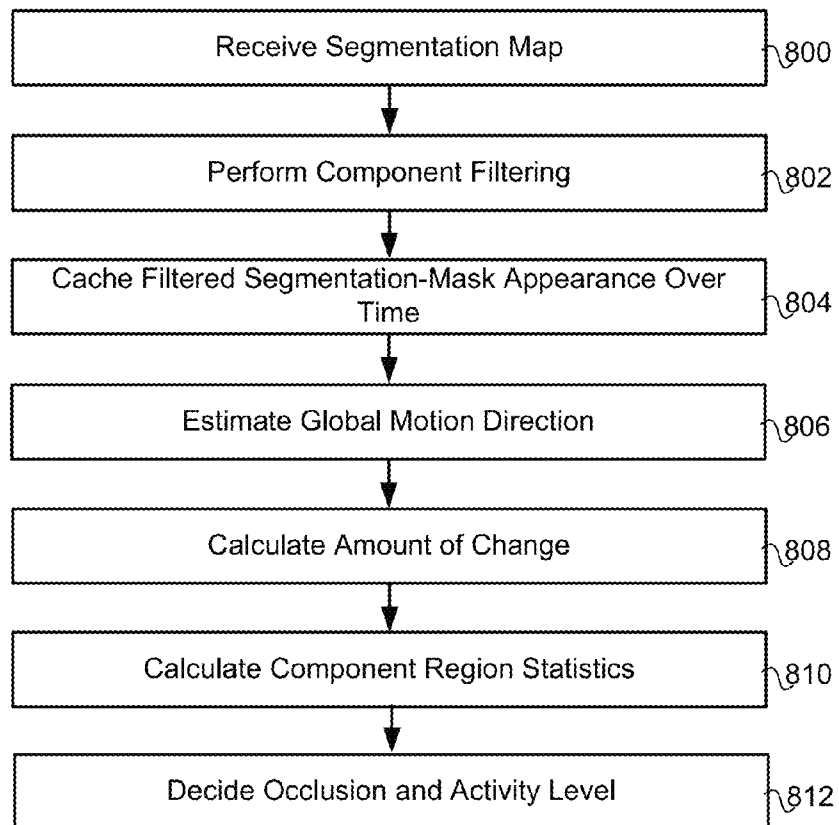 Receive Segmentation Map
800
Perform Component Filtering
802
Cache Filtered Segmentation-Mask Appearance Over
Time
804
Estimate Global Motion Direction
806
Calculate Amount of Change
808
Calculate Component Region Statistics
810
Decide Occlusion and Activity Level
812